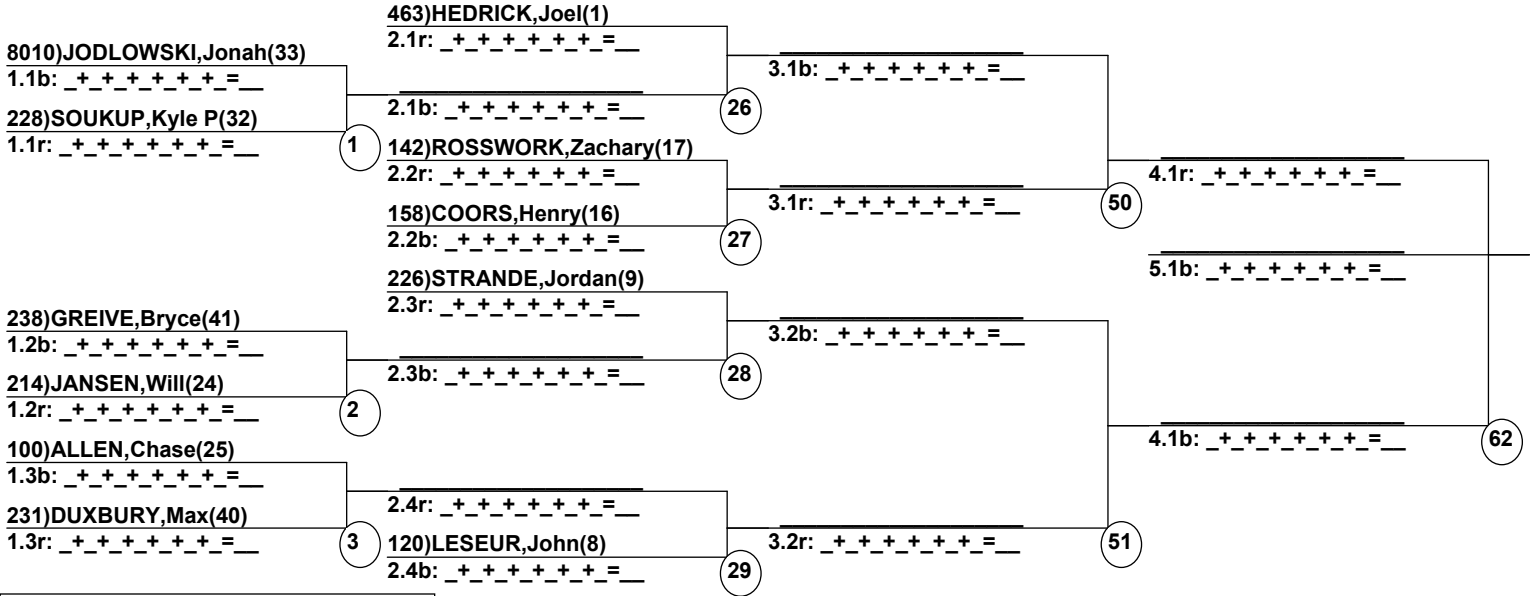 463)HEDRICK,Joel(1)
2.1r: _+_+_+_+_+_=__
8010)JODLOWSKI,Jonah(33)
1.1b: _+_+_+_+_+_=__
3.1b: _+_+_+_+_+_=__
2.1b: _+_+_+_+_+_=__
26
228)SOUKUP,Kyle P(32)
1.1r: _+_+_+_+_+_=__
1
142)ROSSWORK,Zachary(17)
2.2r: _+_+_+_+_+_=__
4.1r: _+_+_+_+_+_=__
3.1r: _+_+_+_+_+_=__
50
158)COORS,Henry(16)
2.2b: _+_+_+_+_+_=__
27
5.1b: _+_+_+_+_+_=__
226)STRANDE,Jordan(9)
2.3r: _+_+_+_+_+_=__
238)GREIVE,Bryce(41)
1.2b: _+_+_+_+_+_=__
3.2b: _+_+_+_+_+_=__
2.3b: _+_+_+_+_+_=__
28
214)JANSEN,Will(24)
1.2r: _+_+_+_+_+_=__
2
4.1b: _+_+_+_+_+_=__
62
100)ALLEN,Chase(25)
1.3b: _+_+_+_+_+_=__
2.4r: _+_+_+_+_+_=__
231)DUXBURY,Max(40)
1.3r: _+_+_+_+_+_=__
3
120)LESEUR,John(8)
2.4b: _+_+_+_+_+_=__
29
3.2r: _+_+_+_+_+_=__
51